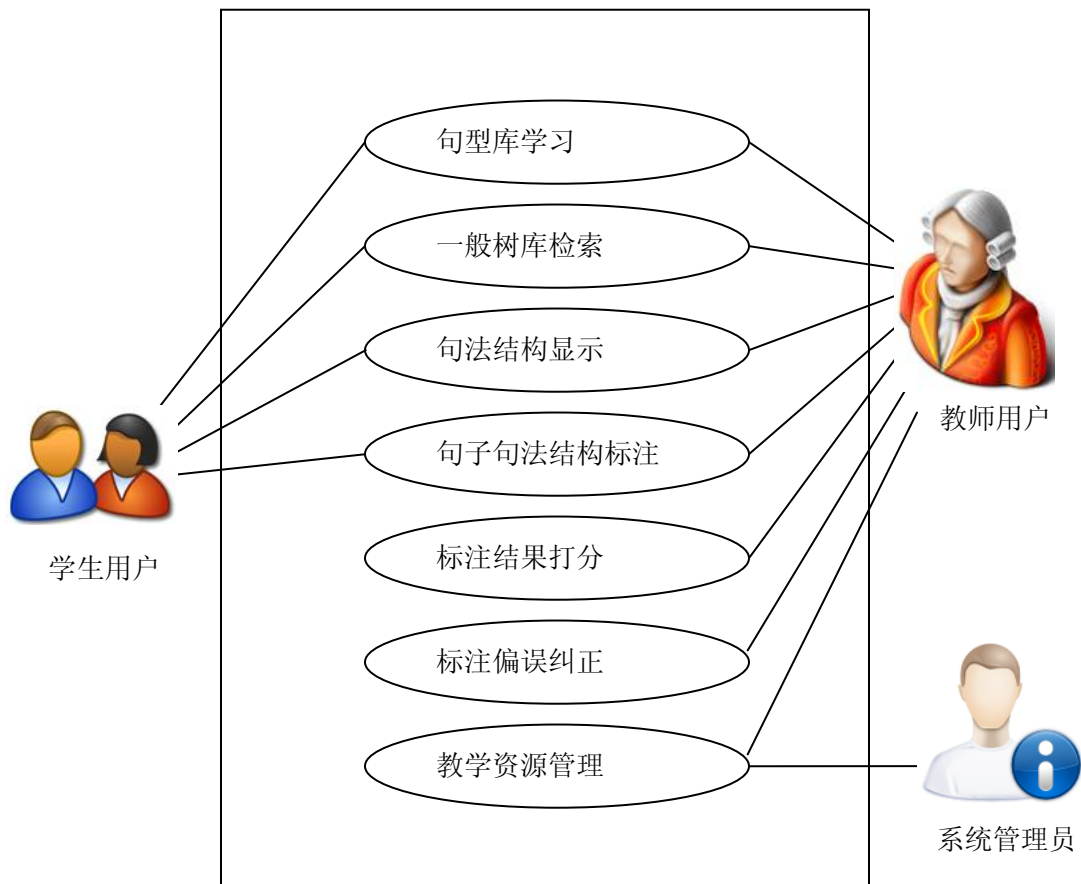 句型库学习
一般树库检索
句法结构显示
句子句法结构标注
标注结果打分
标注偏误纠正
教学资源管理
学生用户
教师用户
系统管理员